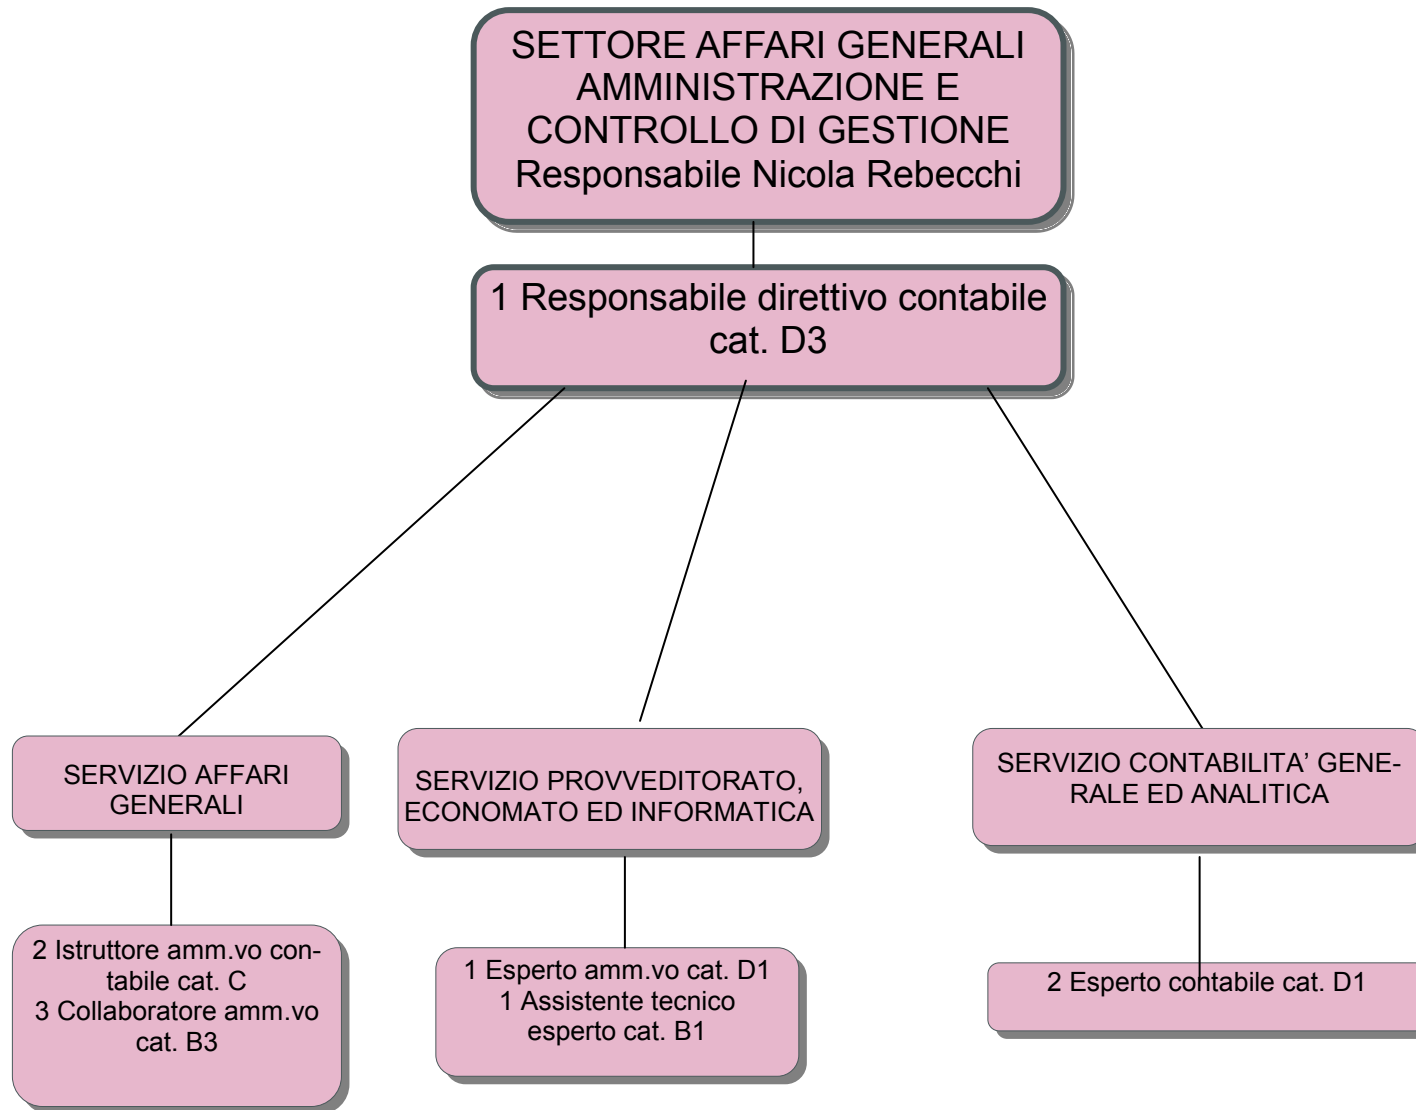 SETTORE AFFARI GENERALI
AMMINISTRAZIONE E
CONTROLLO DI GESTIONE
Responsabile Nicola Rebecchi
1 Responsabile direttivo contabile
cat. D3
SERVIZIO AFFARI
GENERALI
SERVIZIO PROVVEDITORATO,
ECONOMATO ED INFORMATICA
SERVIZIO CONTABILITA’ GENE-
RALE ED ANALITICA
2 Istruttore amm.vo con-
tabile cat. C
3 Collaboratore amm.vo
cat. B3
1 Esperto amm.vo cat. D1
1 Assistente tecnico
esperto cat. B1
2 Esperto contabile cat. D1